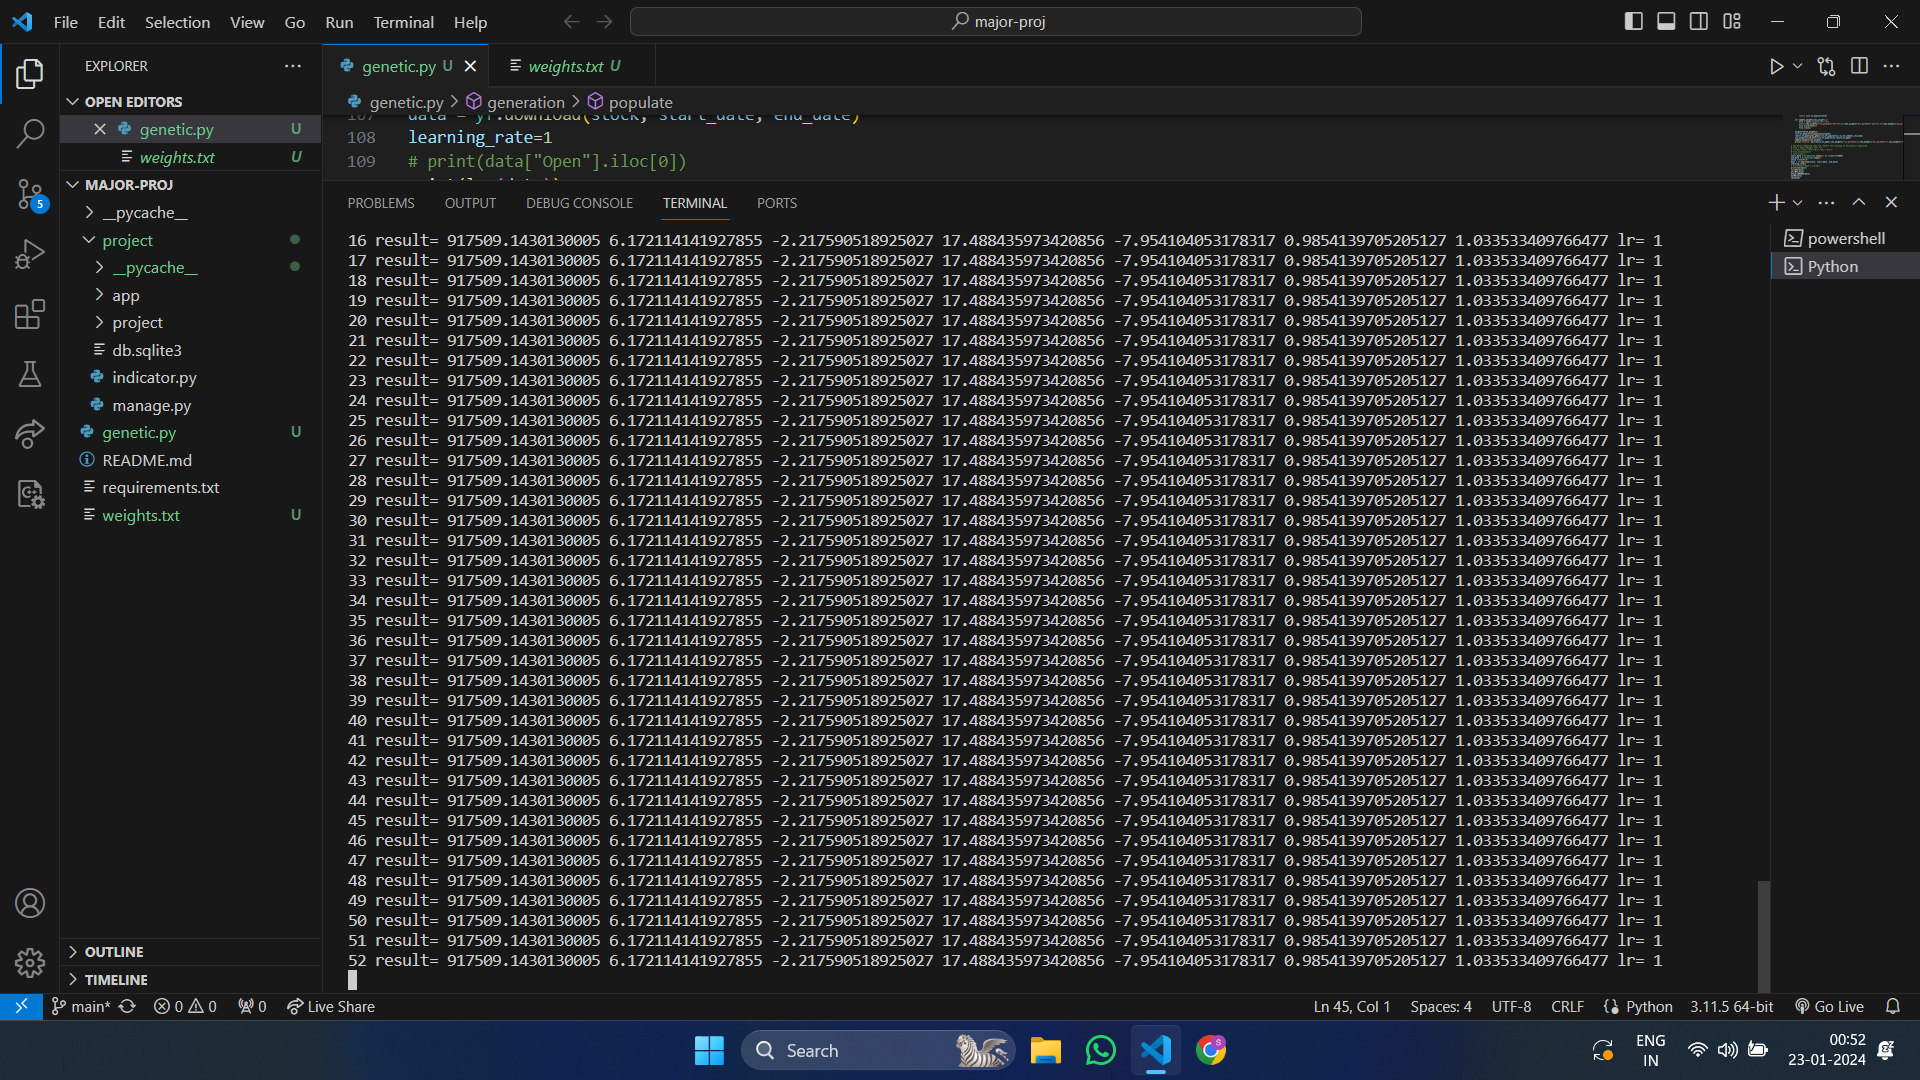 File Edit Selection View Go Run Terminal Help
major-proj
EXPLORER
OPEN EDITORS
genetic.py U
weights.txt U
MAJOR-PROJ
__pycache__
project
__pycache__
app
project
db.sqlite3
indicator.py
manage.py
genetic.py U
README.md
requirements.txt
weights.txt U
OUTLINE
TIMELINE
5
genetic.py U
weights.txt U
genetic.py > generation > populate
107 data = yf.download(stock, start_date, end_date)
108 learning_rate=1
109 # print(data["Open"].iloc[0])
PROBLEMS OUTPUT DEBUG CONSOLE TERMINAL PORTS
16 result= 917509.1430130005 6.172114141927855 -2.217590518925027 17.488435973420856 -7.954104053178317 0.9854139705205127 1.033533409766477 lr= 1
17 result= 917509.1430130005 6.172114141927855 -2.217590518925027 17.488435973420856 -7.954104053178317 0.9854139705205127 1.033533409766477 lr= 1
18 result= 917509.1430130005 6.172114141927855 -2.217590518925027 17.488435973420856 -7.954104053178317 0.9854139705205127 1.033533409766477 lr= 1
19 result= 917509.1430130005 6.172114141927855 -2.217590518925027 17.488435973420856 -7.954104053178317 0.9854139705205127 1.033533409766477 lr= 1
20 result= 917509.1430130005 6.172114141927855 -2.217590518925027 17.488435973420856 -7.954104053178317 0.9854139705205127 1.033533409766477 lr= 1
21 result= 917509.1430130005 6.172114141927855 -2.217590518925027 17.488435973420856 -7.954104053178317 0.9854139705205127 1.033533409766477 lr= 1
22 result= 917509.1430130005 6.172114141927855 -2.217590518925027 17.488435973420856 -7.954104053178317 0.9854139705205127 1.033533409766477 lr= 1
23 result= 917509.1430130005 6.172114141927855 -2.217590518925027 17.488435973420856 -7.954104053178317 0.9854139705205127 1.033533409766477 lr= 1
24 result= 917509.1430130005 6.172114141927855 -2.217590518925027 17.488435973420856 -7.954104053178317 0.9854139705205127 1.033533409766477 lr= 1
25 result= 917509.1430130005 6.172114141927855 -2.217590518925027 17.488435973420856 -7.954104053178317 0.9854139705205127 1.033533409766477 lr= 1
26 result= 917509.1430130005 6.172114141927855 -2.217590518925027 17.488435973420856 -7.954104053178317 0.9854139705205127 1.033533409766477 lr= 1
27 result= 917509.1430130005 6.172114141927855 -2.217590518925027 17.488435973420856 -7.954104053178317 0.9854139705205127 1.033533409766477 lr= 1
28 result= 917509.1430130005 6.172114141927855 -2.217590518925027 17.488435973420856 -7.954104053178317 0.9854139705205127 1.033533409766477 lr= 1
29 result= 917509.1430130005 6.172114141927855 -2.217590518925027 17.488435973420856 -7.954104053178317 0.9854139705205127 1.033533409766477 lr= 1
30 result= 917509.1430130005 6.172114141927855 -2.217590518925027 17.488435973420856 -7.954104053178317 0.9854139705205127 1.033533409766477 lr= 1
31 result= 917509.1430130005 6.172114141927855 -2.217590518925027 17.488435973420856 -7.954104053178317 0.9854139705205127 1.033533409766477 lr= 1
32 result= 917509.1430130005 6.172114141927855 -2.217590518925027 17.488435973420856 -7.954104053178317 0.9854139705205127 1.033533409766477 lr= 1
33 result= 917509.1430130005 6.172114141927855 -2.217590518925027 17.488435973420856 -7.954104053178317 0.9854139705205127 1.033533409766477 lr= 1
34 result= 917509.1430130005 6.172114141927855 -2.217590518925027 17.488435973420856 -7.954104053178317 0.9854139705205127 1.033533409766477 lr= 1
35 result= 917509.1430130005 6.172114141927855 -2.217590518925027 17.488435973420856 -7.954104053178317 0.9854139705205127 1.033533409766477 lr= 1
36 result= 917509.1430130005 6.172114141927855 -2.217590518925027 17.488435973420856 -7.954104053178317 0.9854139705205127 1.033533409766477 lr= 1
37 result= 917509.1430130005 6.172114141927855 -2.217590518925027 17.488435973420856 -7.954104053178317 0.9854139705205127 1.033533409766477 lr= 1
38 result= 917509.1430130005 6.172114141927855 -2.217590518925027 17.488435973420856 -7.954104053178317 0.9854139705205127 1.033533409766477 lr= 1
39 result= 917509.1430130005 6.172114141927855 -2.217590518925027 17.488435973420856 -7.954104053178317 0.9854139705205127 1.033533409766477 lr= 1
40 result= 917509.1430130005 6.172114141927855 -2.217590518925027 17.488435973420856 -7.954104053178317 0.9854139705205127 1.033533409766477 lr= 1
41 result= 917509.1430130005 6.172114141927855 -2.217590518925027 17.488435973420856 -7.954104053178317 0.9854139705205127 1.033533409766477 lr= 1
42 result= 917509.1430130005 6.172114141927855 -2.217590518925027 17.488435973420856 -7.954104053178317 0.9854139705205127 1.033533409766477 lr= 1
43 result= 917509.1430130005 6.172114141927855 -2.217590518925027 17.488435973420856 -7.954104053178317 0.9854139705205127 1.033533409766477 lr= 1
44 result= 917509.1430130005 6.172114141927855 -2.217590518925027 17.488435973420856 -7.954104053178317 0.9854139705205127 1.033533409766477 lr= 1
45 result= 917509.1430130005 6.172114141927855 -2.217590518925027 17.488435973420856 -7.954104053178317 0.9854139705205127 1.033533409766477 lr= 1
46 result= 917509.1430130005 6.172114141927855 -2.217590518925027 17.488435973420856 -7.954104053178317 0.9854139705205127 1.033533409766477 lr= 1
47 result= 917509.1430130005 6.172114141927855 -2.217590518925027 17.488435973420856 -7.954104053178317 0.9854139705205127 1.033533409766477 lr= 1
48 result= 917509.1430130005 6.172114141927855 -2.217590518925027 17.488435973420856 -7.954104053178317 0.9854139705205127 1.033533409766477 lr= 1
49 result= 917509.1430130005 6.172114141927855 -2.217590518925027 17.488435973420856 -7.954104053178317 0.9854139705205127 1.033533409766477 lr= 1
50 result= 917509.1430130005 6.172114141927855 -2.217590518925027 17.488435973420856 -7.954104053178317 0.9854139705205127 1.033533409766477 lr= 1
51 result= 917509.1430130005 6.172114141927855 -2.217590518925027 17.488435973420856 -7.954104053178317 0.9854139705205127 1.033533409766477 lr= 1
52 result= 917509.1430130005 6.172114141927855 -2.217590518925027 17.488435973420856 -7.954104053178317 0.9854139705205127 1.033533409766477 lr= 1
powershell
Python
main* 0 0 0 Live Share
Ln 45, Col 1 Spaces: 4 UTF-8 CRLF Python 3.11.5 64-bit Go Live
Search
ENG
IN
00:52
23-01-2024